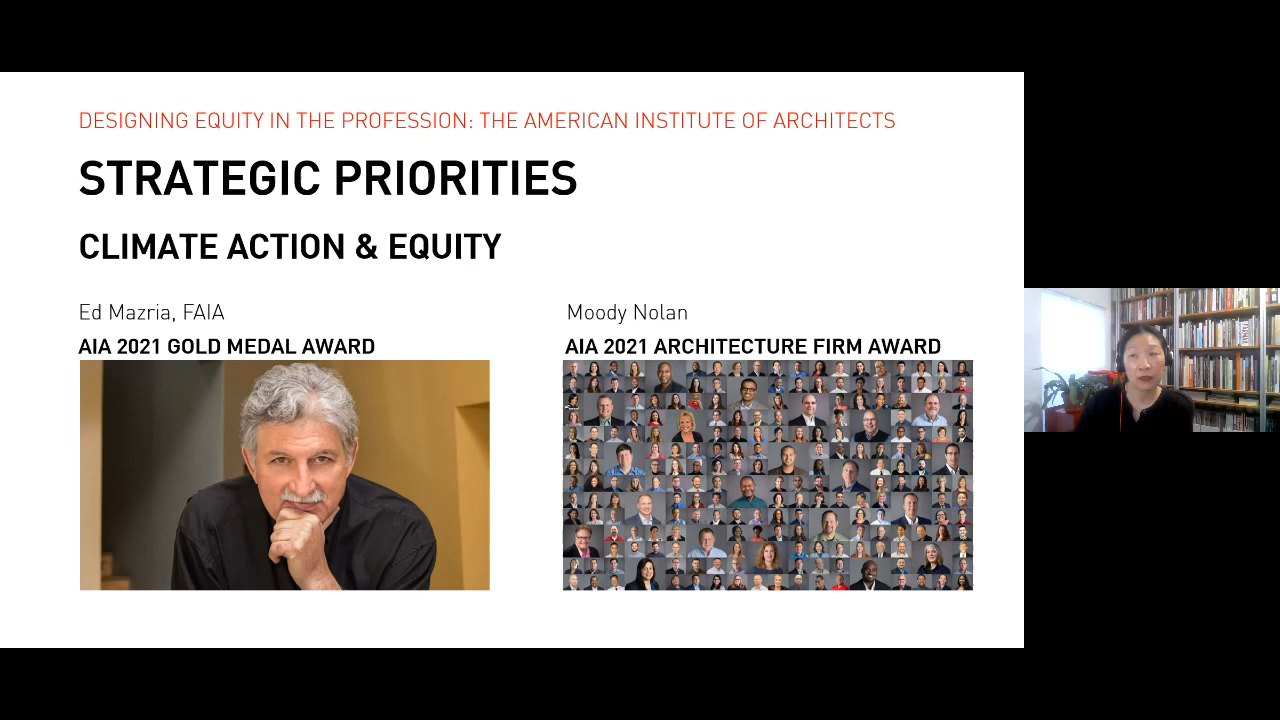 DESIGNING EQUITY IN THE PROFESSION: THE AMERICAN INSTITUTE OF ARCHITECTS
STRATEGIC PRIORITIES
CLIMATE ACTION & EQUITY
Ed Mazria, FAIA
AIA 2021 GOLD MEDAL AWARD
Moody Nolan
AIA 2021 ARCHITECTURE FIRM AWARD